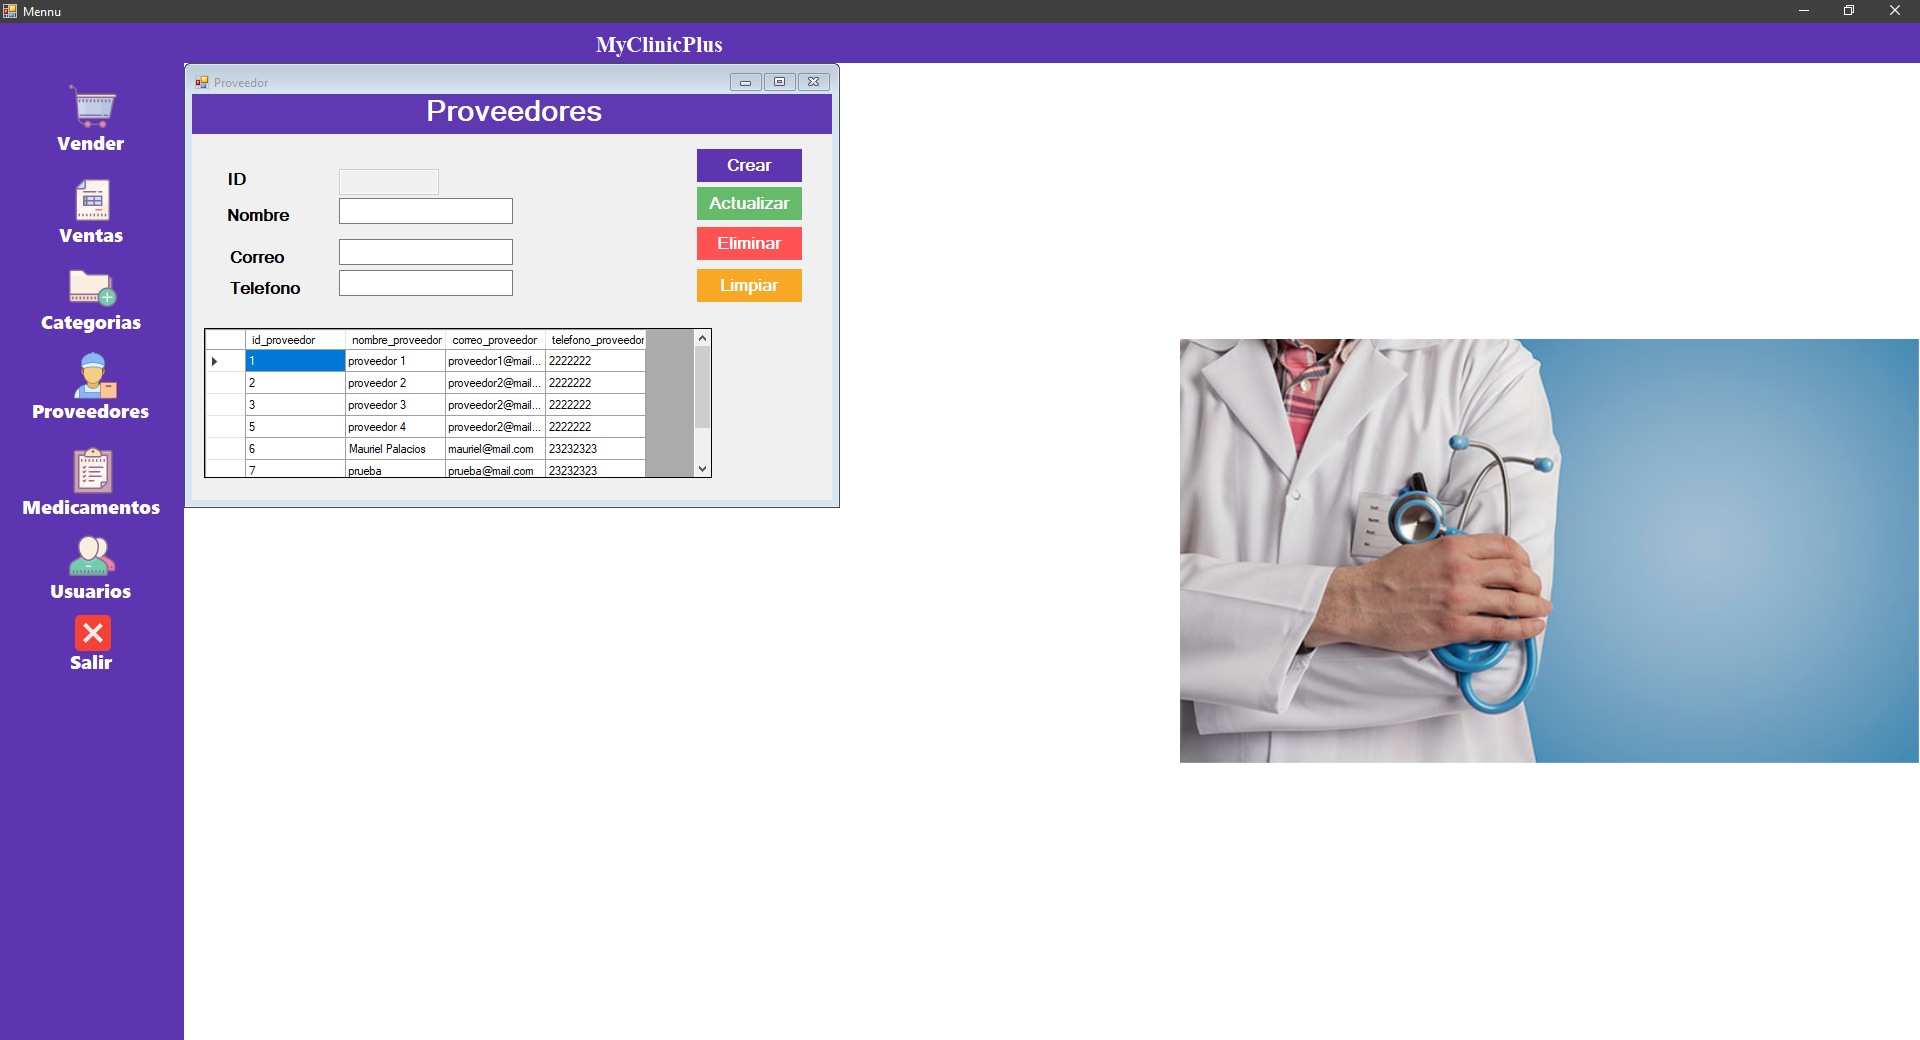 Mennu
MyClinicPlus
Vender
Ventas
Categorias
Proveedores
Medicamentos
Usuarios
Salir
Proveedor
Proveedores
ID
Nombre
Correo
Telefono
Crear
Actualizar
Eliminar
Limpiar
id_proveedor nombre_proveedor correo_proveedor telefono_proveedor
1 proveedor 1 proveedor1@mail... 2222222
2 proveedor 2 proveedor2@mail... 2222222
3 proveedor 3 proveedor2@mail... 2222222
5 proveedor 4 proveedor2@mail... 2222222
6 Mauriel Palacios mauriel@mail.com 23232323
7 prueba prueba@mail.com 23232323